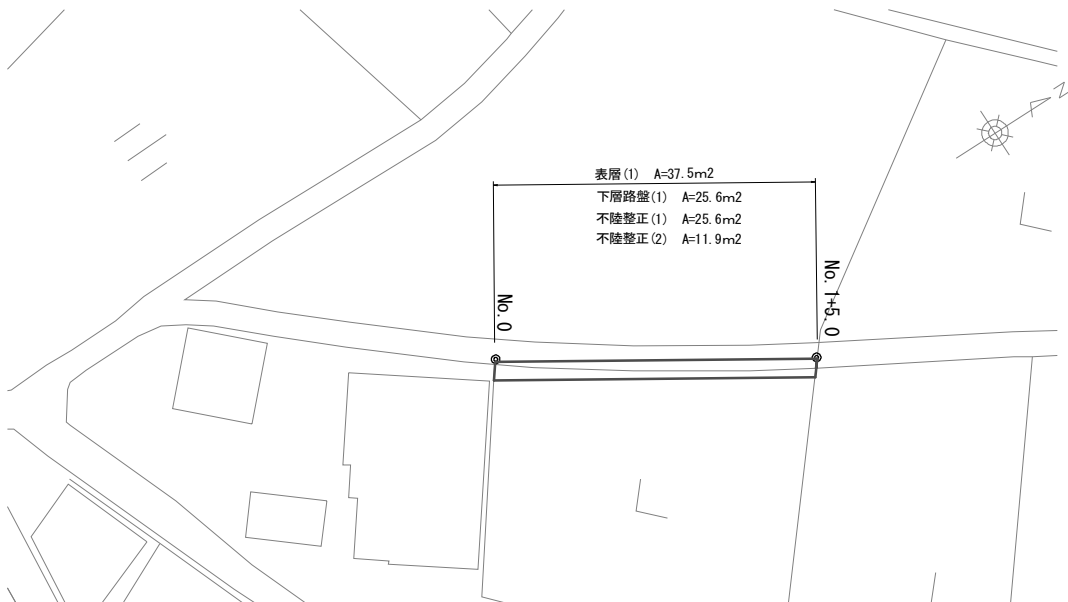 N
表層(1) A=37.5m2
下層路盤(1) A=25.6m2
不陸整正(1) A=25.6m2
不陸整正(2) A=11.9m2
No. 0
No. 1+5.0